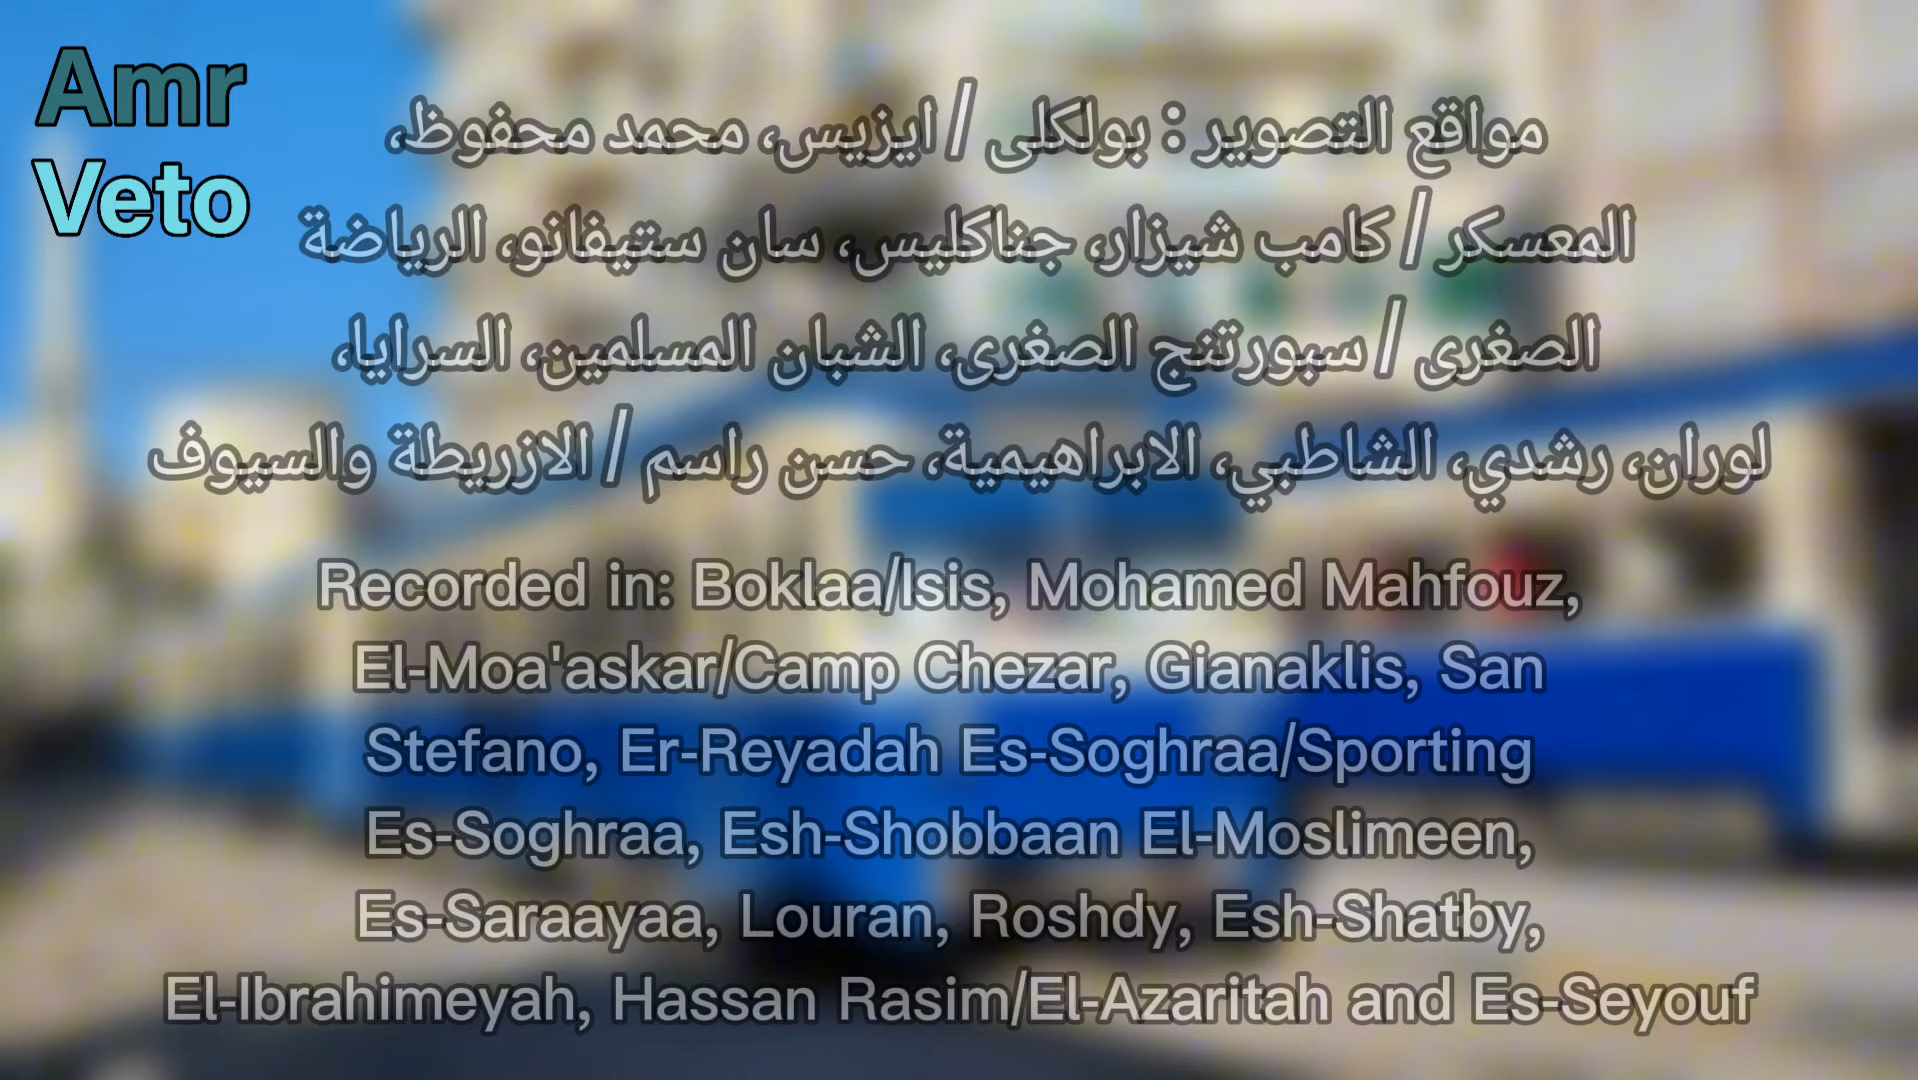 Amr
Veto
مواقع التصوير : بولكلى / ايزيس، محمد محفوظ،
المعسكر / كامب شيزار، جناكليس، سان ستيفانو، الرياضة
الصغرى / سبورتنج الصغرى، الشبان المسلمين، السرايا،
لوران، رشدي، الشاطبي، الابراهيمية، حسن راسم / الازريطة والسيوف
Recorded in: Boklaa/Isis, Mohamed Mahfouz,
El-Moa'askar/Camp Chezar, Gianaklis, San
Stefano, Er-Reyadah Es-Soghraa/Sporting
Es-Soghraa, Esh-Shobbaan El-Moslimeen,
Es-Saraayaa, Louran, Roshdy, Esh-Shatby,
El-Ibrahimeyah, Hassan Rasim/El-Azaritah and Es-Seyouf